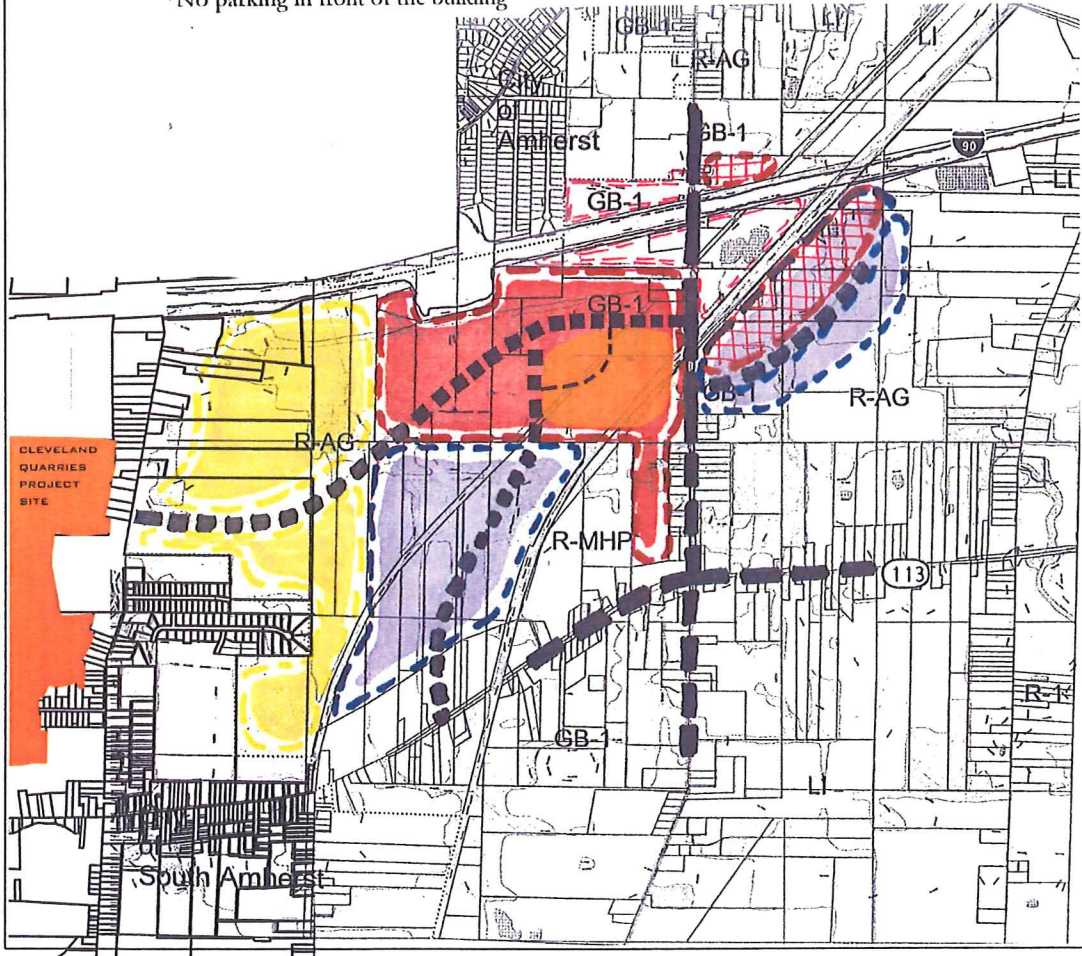 *No parking in front of the building
GB-1
LI
LI
R-AG
City
of
Amherst
GB-1
90
LI
GB-1
GB-1
GB-1
R-AG
R-AG
CLEVELAND
QUARRIES
PROJECT
SITE
R-MHP
113
R-1
GB-1
LI
of
South Amherst